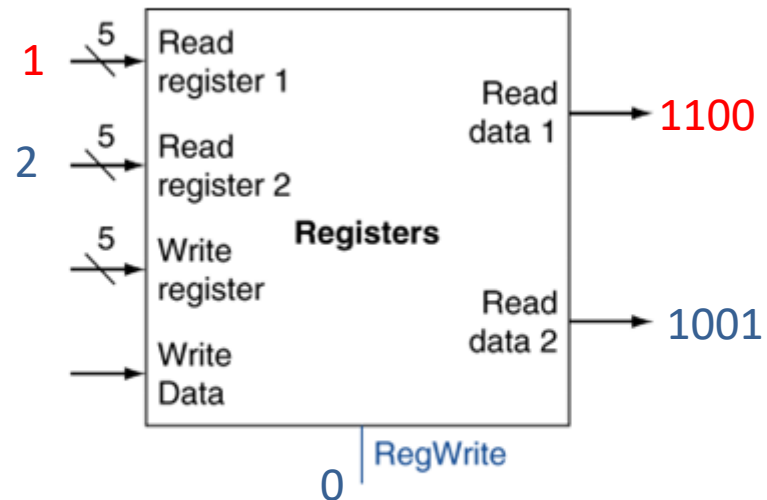 5
1
Read
register 1
Read
data 1
1100
5
2
Read
register 2
5
Write
register
Registers
Read
data 2
1001
Write
Data
RegWrite
0